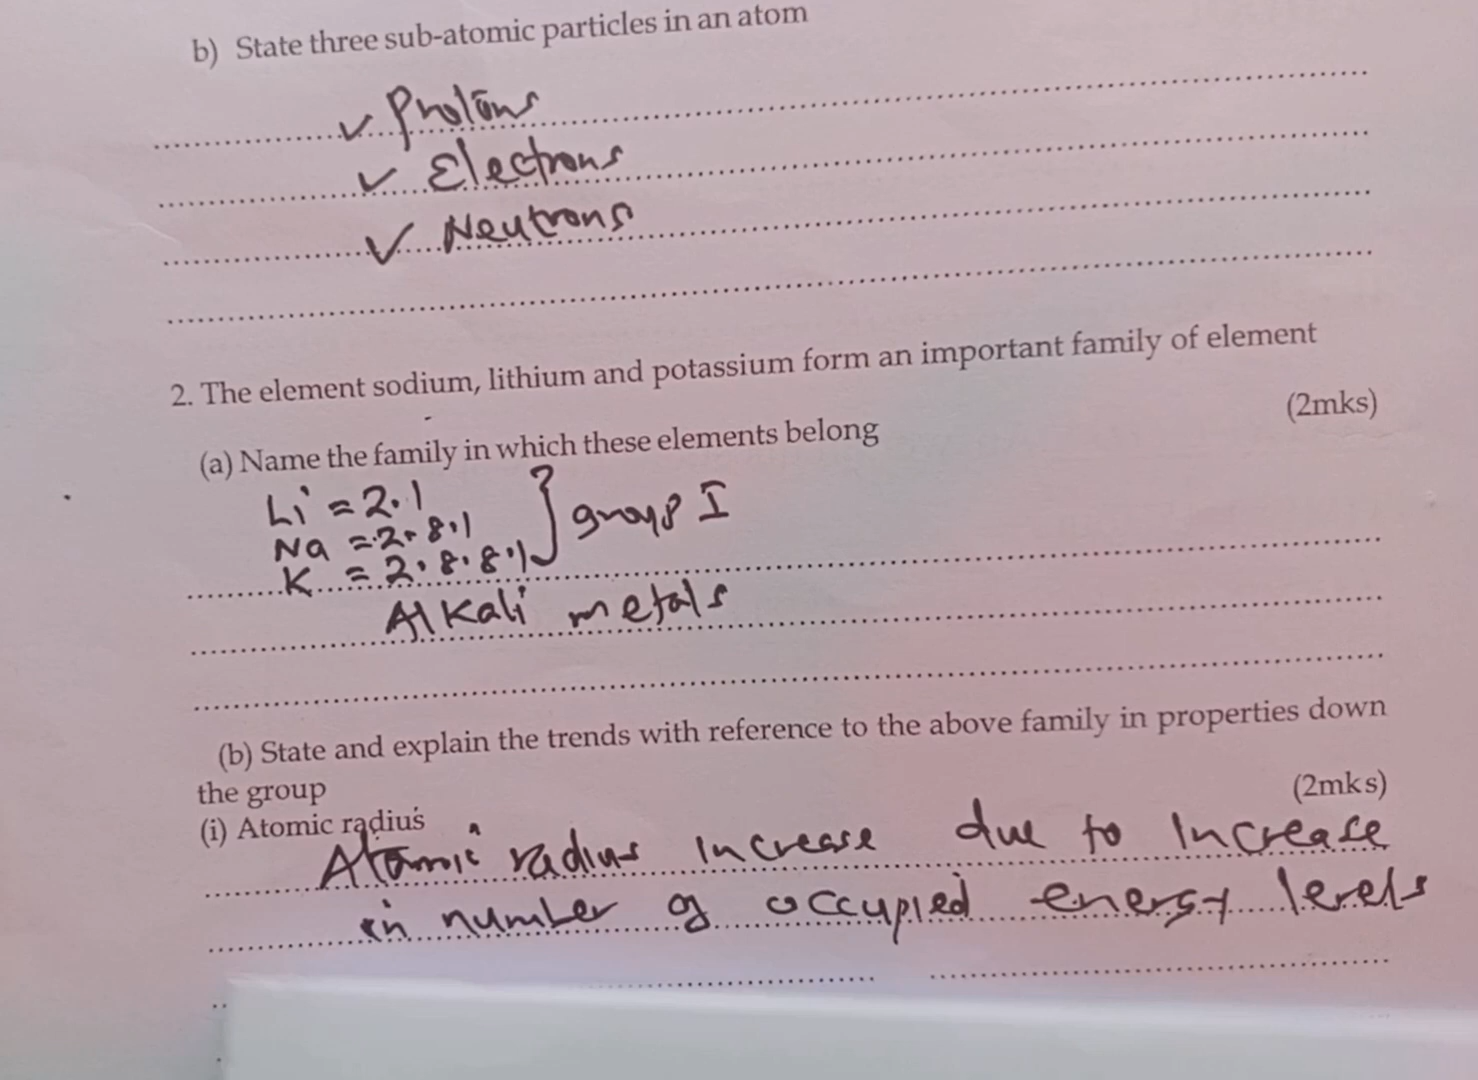 b) State three sub-atomic particles in an atom
✓ Protons
✓ Electrons
✓ Neutrons
2. The element sodium, lithium and potassium form an important family of element
(a) Name the family in which these elements belong (2mks)
Li = 2.1
Na = 2.8.1 } group I
K = 2.8.8.1
Alkali metals
(b) State and explain the trends with reference to the above family in properties down
the group (2mks)
(i) Atomic radius
Atomic radius increase due to increase
in number of occupied energy levels